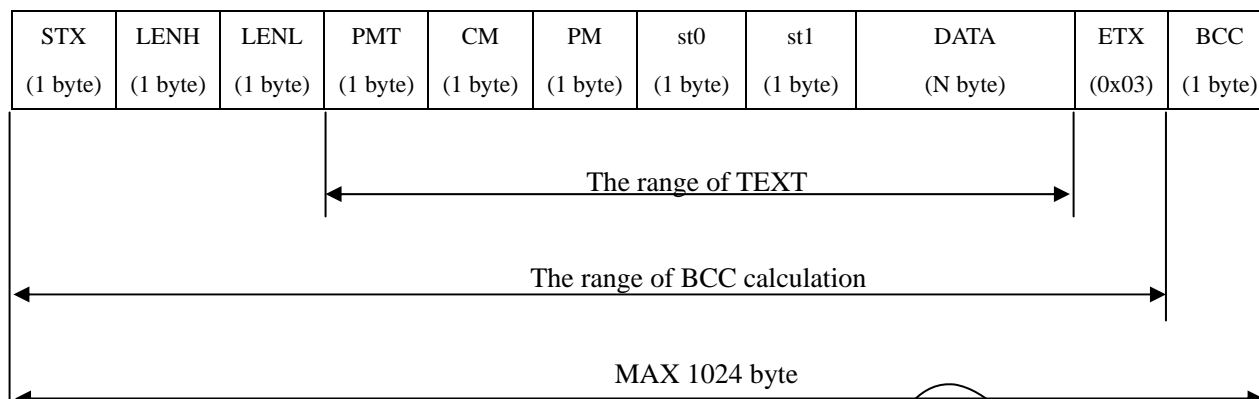 STX LENH LENL PMT CM PM st0 st1 DATA ETX BCC
(1 byte) (1 byte) (1 byte) (1 byte) (1 byte) (1 byte) (1 byte) (1 byte) (N byte) (0x03) (1 byte)
The range of TEXT
The range of BCC calculation
MAX 1024 byte